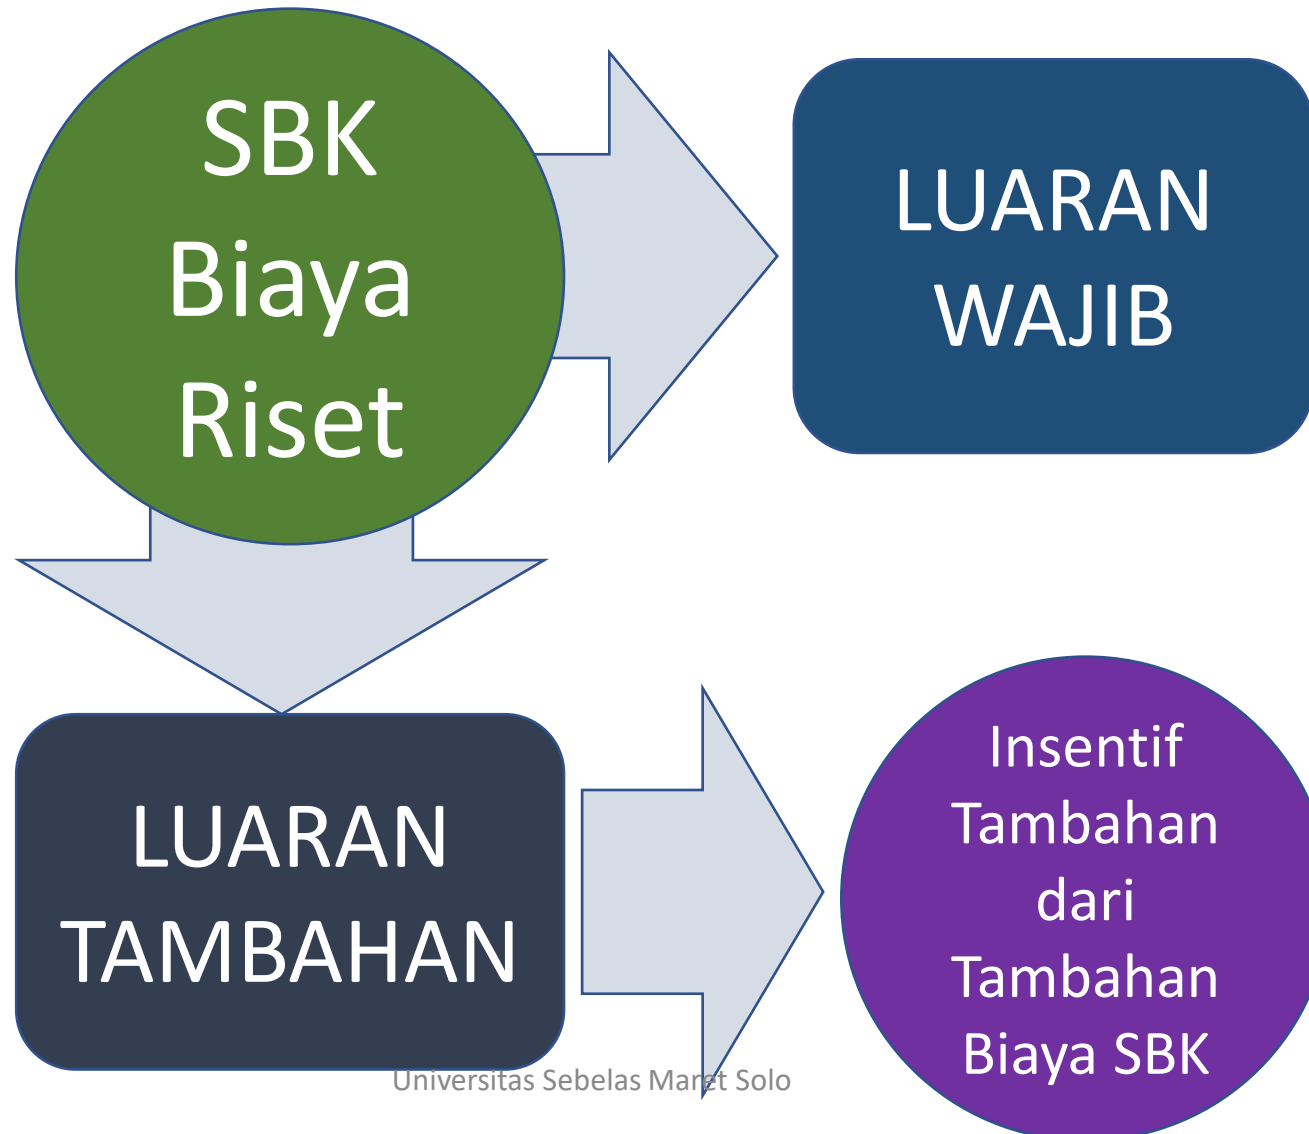 SBK
Biaya
Riset
LUARAN
WAJIB
LUARAN
TAMBAHAN
Insentif
Tambahan
dari
Tambahan
Biaya SBK
Universitas Sebelas Maret Solo